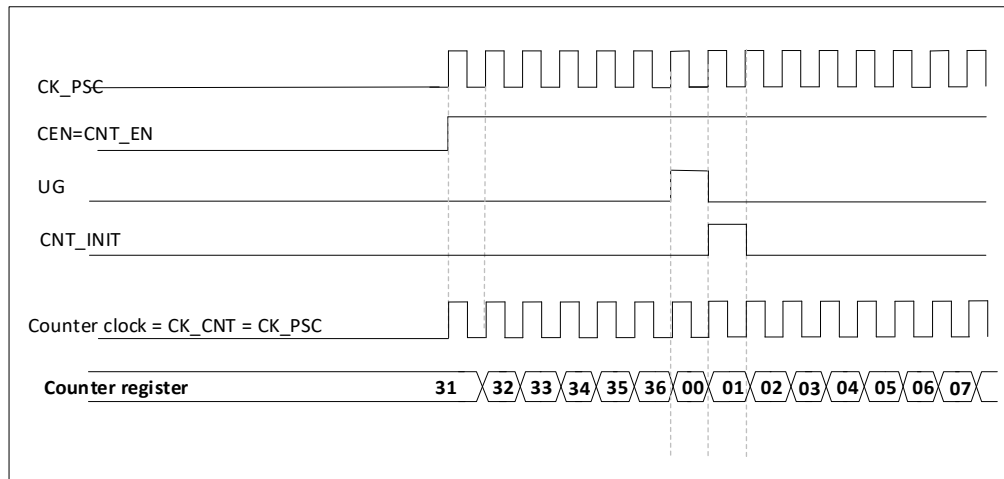 CK_PSC
CEN=CNT_EN
UG
CNT_INIT
Counter clock = CK_CNT = CK_PSC
Counter register 31 32 33 34 35 36 00 01 02 03 04 05 06 07